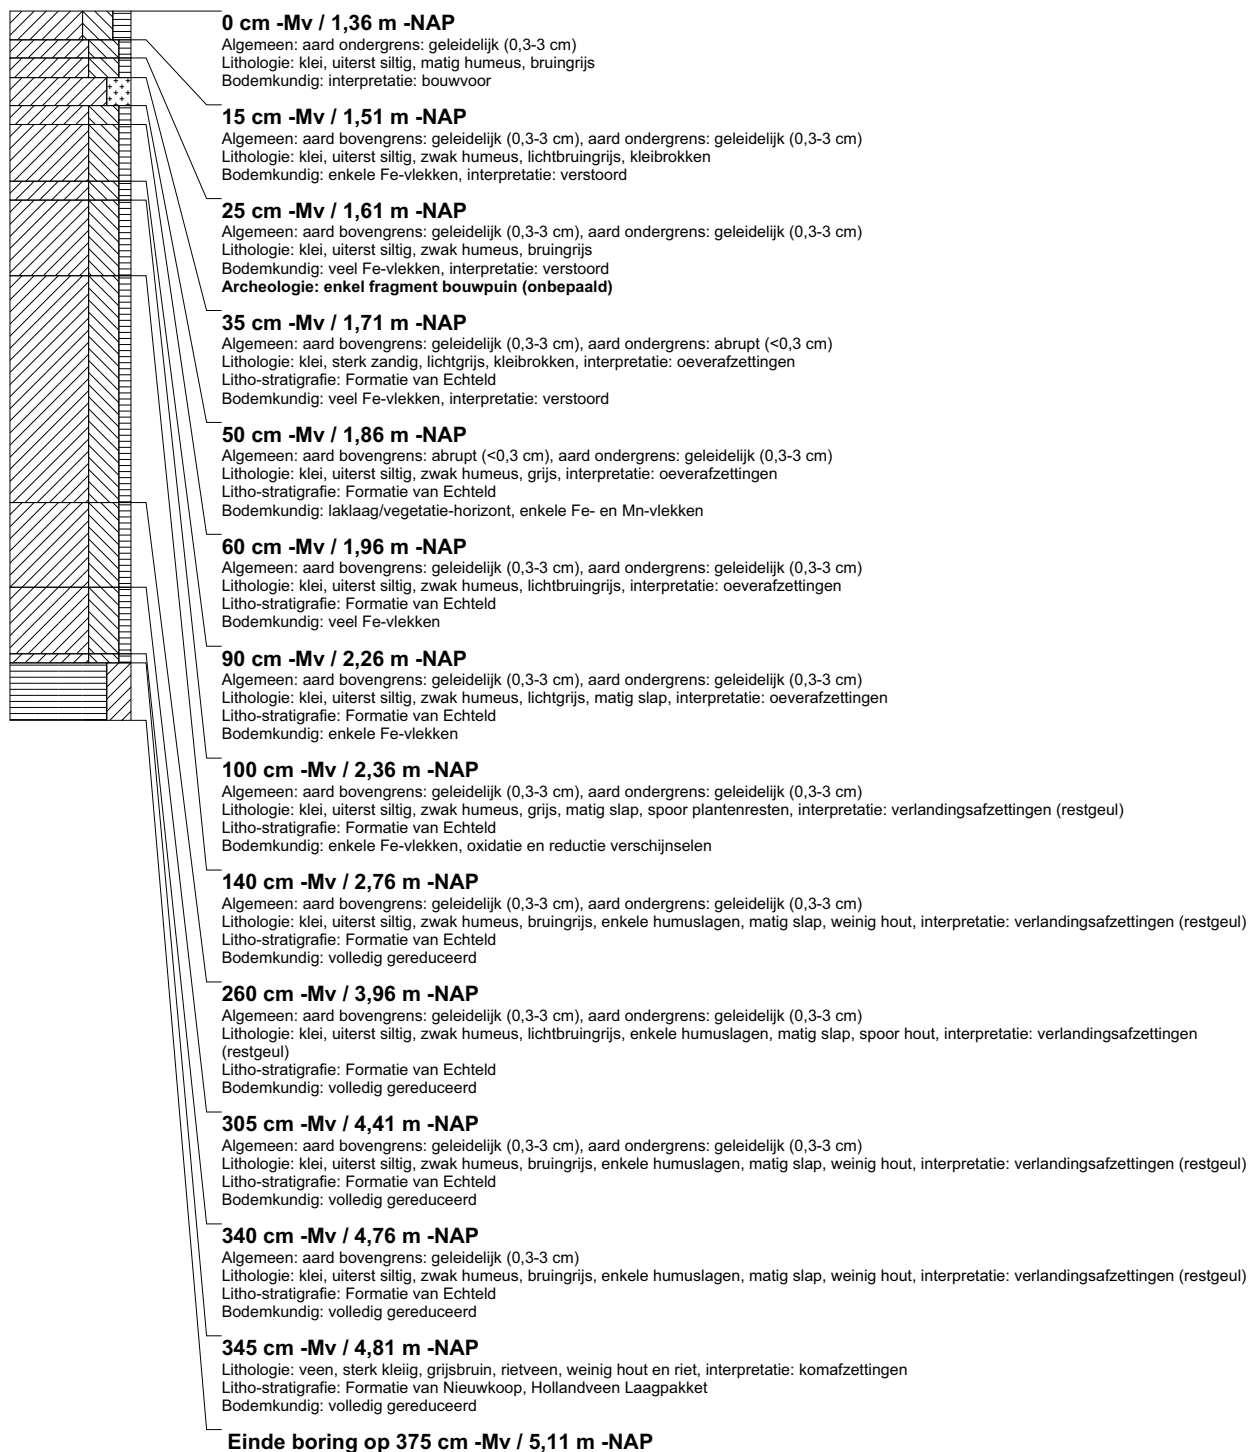 0 cm -Mv / 1,36 m -NAP
Algemeen: aard ondergrens: geleidelijk (0,3-3 cm)
Lithologie: klei, uiterst siltig, matig humeus, bruingrijs
Bodemkundig: interpretatie: bouwvoor
15 cm -Mv / 1,51 m -NAP
Algemeen: aard bovengrens: geleidelijk (0,3-3 cm), aard ondergrens: geleidelijk (0,3-3 cm)
Lithologie: klei, uiterst siltig, zwak humeus, lichtbruingrijs, kleibrokken
Bodemkundig: enkele Fe-vlekken, interpretatie: verstoord
25 cm -Mv / 1,61 m -NAP
Algemeen: aard bovengrens: geleidelijk (0,3-3 cm), aard ondergrens: geleidelijk (0,3-3 cm)
Lithologie: klei, uiterst siltig, zwak humeus, bruingrijs
Bodemkundig: veel Fe-vlekken, interpretatie: verstoord
Archeologie: enkel fragment bouwpuin (onbepaald)
35 cm -Mv / 1,71 m -NAP
Algemeen: aard bovengrens: geleidelijk (0,3-3 cm), aard ondergrens: abrupt (<0,3 cm)
Lithologie: klei, sterk zandig, lichtgrijs, kleibrokken, interpretatie: oeverafzettingen
Litho-stratigrafie: Formatie van Echteld
Bodemkundig: veel Fe-vlekken, interpretatie: verstoord
50 cm -Mv / 1,86 m -NAP
Algemeen: aard bovengrens: abrupt (<0,3 cm), aard ondergrens: geleidelijk (0,3-3 cm)
Lithologie: klei, uiterst siltig, zwak humeus, grijs, interpretatie: oeverafzettingen
Litho-stratigrafie: Formatie van Echteld
Bodemkundig: laklaag/vegetatie-horizont, enkele Fe- en Mn-vlekken
60 cm -Mv / 1,96 m -NAP
Algemeen: aard bovengrens: geleidelijk (0,3-3 cm), aard ondergrens: geleidelijk (0,3-3 cm)
Lithologie: klei, uiterst siltig, zwak humeus, lichtbruingrijs, interpretatie: oeverafzettingen
Litho-stratigrafie: Formatie van Echteld
Bodemkundig: veel Fe-vlekken
90 cm -Mv / 2,26 m -NAP
Algemeen: aard bovengrens: geleidelijk (0,3-3 cm), aard ondergrens: geleidelijk (0,3-3 cm)
Lithologie: klei, uiterst siltig, zwak humeus, lichtgrijs, matig slap, interpretatie: oeverafzettingen
Litho-stratigrafie: Formatie van Echteld
Bodemkundig: enkele Fe-vlekken
100 cm -Mv / 2,36 m -NAP
Algemeen: aard bovengrens: geleidelijk (0,3-3 cm), aard ondergrens: geleidelijk (0,3-3 cm)
Lithologie: klei, uiterst siltig, zwak humeus, grijs, matig slap, spoor plantenresten, interpretatie: verlandingsafzettingen (restgeul)
Litho-stratigrafie: Formatie van Echteld
Bodemkundig: enkele Fe-vlekken, oxidatie en reductie verschijnselen
140 cm -Mv / 2,76 m -NAP
Algemeen: aard bovengrens: geleidelijk (0,3-3 cm), aard ondergrens: geleidelijk (0,3-3 cm)
Lithologie: klei, uiterst siltig, zwak humeus, bruingrijs, enkele humuslagen, matig slap, weinig hout, interpretatie: verlandingsafzettingen (restgeul)
Litho-stratigrafie: Formatie van Echteld
Bodemkundig: volledig gereduceerd
260 cm -Mv / 3,96 m -NAP
Algemeen: aard bovengrens: geleidelijk (0,3-3 cm), aard ondergrens: geleidelijk (0,3-3 cm)
Lithologie: klei, uiterst siltig, zwak humeus, lichtbruingrijs, enkele humuslagen, matig slap, spoor hout, interpretatie: verlandingsafzettingen
(restgeul)
Litho-stratigrafie: Formatie van Echteld
Bodemkundig: volledig gereduceerd
305 cm -Mv / 4,41 m -NAP
Algemeen: aard bovengrens: geleidelijk (0,3-3 cm), aard ondergrens: geleidelijk (0,3-3 cm)
Lithologie: klei, uiterst siltig, zwak humeus, bruingrijs, enkele humuslagen, matig slap, weinig hout, interpretatie: verlandingsafzettingen (restgeul)
Litho-stratigrafie: Formatie van Echteld
Bodemkundig: volledig gereduceerd
340 cm -Mv / 4,76 m -NAP
Algemeen: aard bovengrens: geleidelijk (0,3-3 cm)
Lithologie: klei, uiterst siltig, zwak humeus, bruingrijs, enkele humuslagen, matig slap, weinig hout, interpretatie: verlandingsafzettingen (restgeul)
Litho-stratigrafie: Formatie van Echteld
Bodemkundig: volledig gereduceerd
345 cm -Mv / 4,81 m -NAP
Lithologie: veen, sterk kleiig, grijsbruin, rietveen, weinig hout en riet, interpretatie: komafzettingen
Litho-stratigrafie: Formatie van Nieuwkoop, Hollandveen Laagpakket
Bodemkundig: volledig gereduceerd
Einde boring op 375 cm -Mv / 5,11 m -NAP